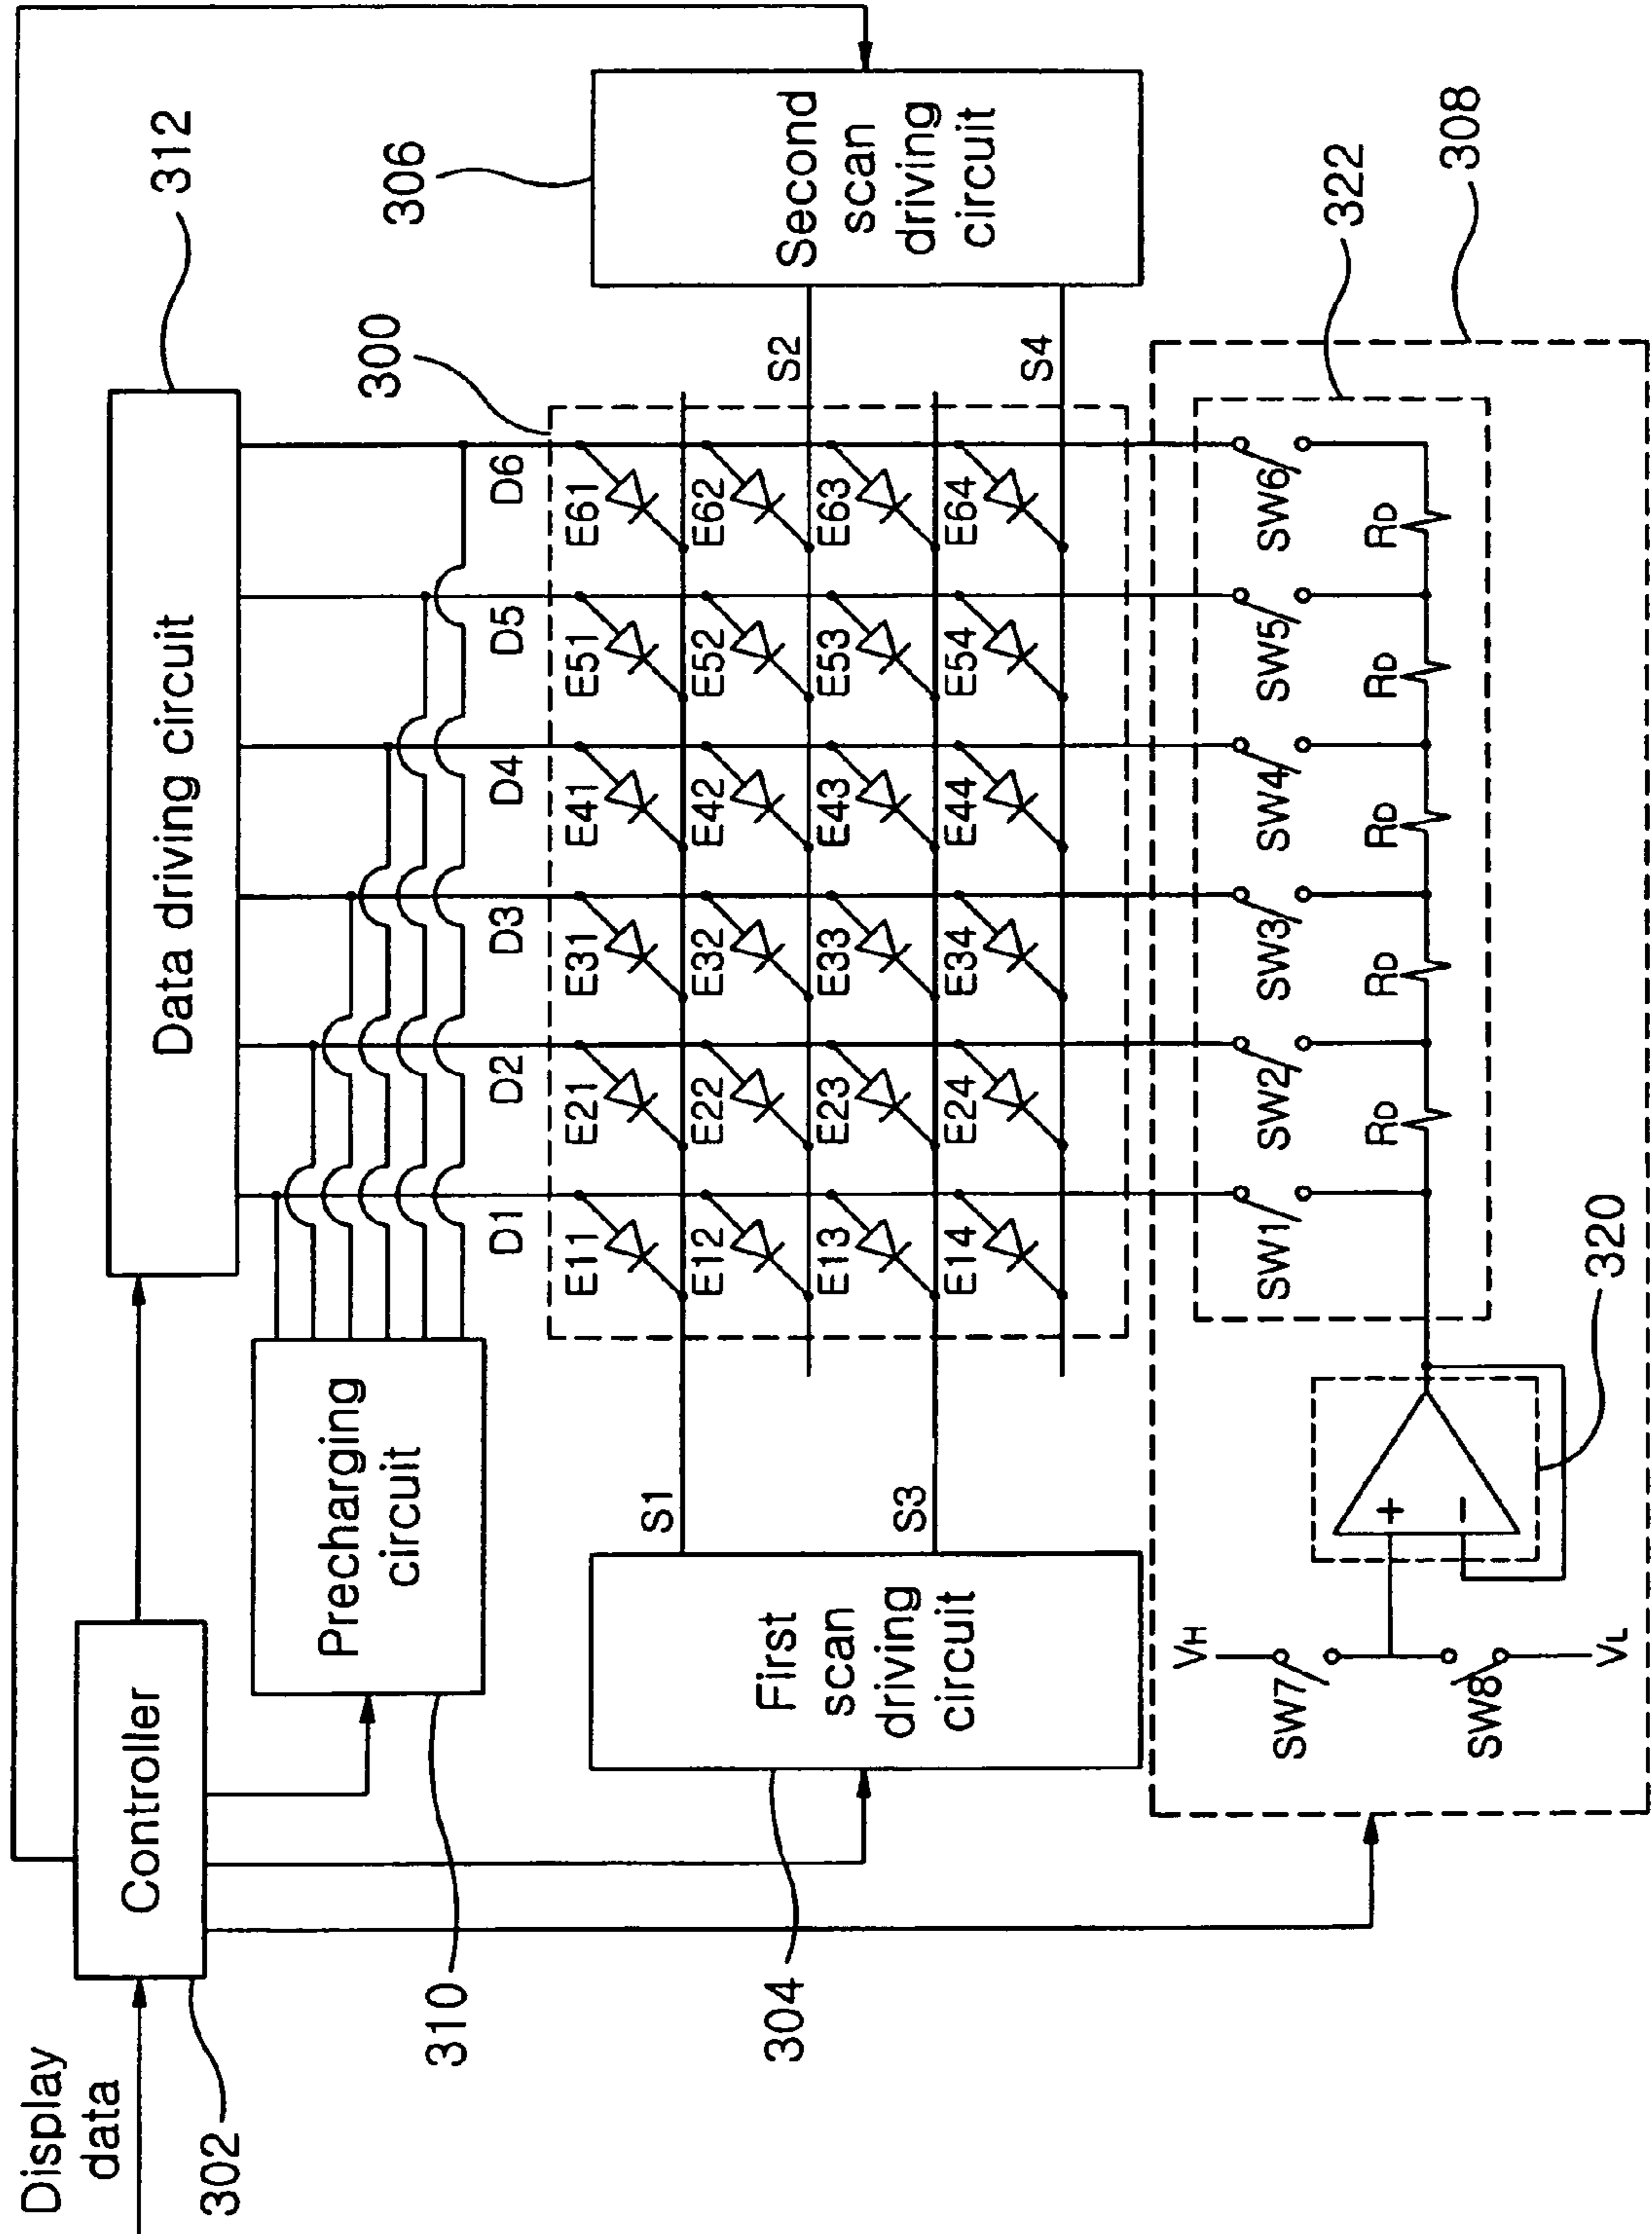 Display
data
302
Controller
Data driving circuit
312
310
Precharging
circuit
306
Second
scan
driving
circuit
300
D1
D2
D3
D4
D5
D6
E11
E21
E31
E41
E51
E61
S1
S2
E12
E22
E32
E42
E52
E62
E13
E23
E33
E43
E53
E63
S3
S4
E14
E24
E34
E44
E54
E64
304
First
scan
driving
circuit
322
308
SW1
SW2
SW3
SW4
SW5
SW6
RD
RD
RD
RD
RD
VH
SW7
SW8
VL
+
−
320